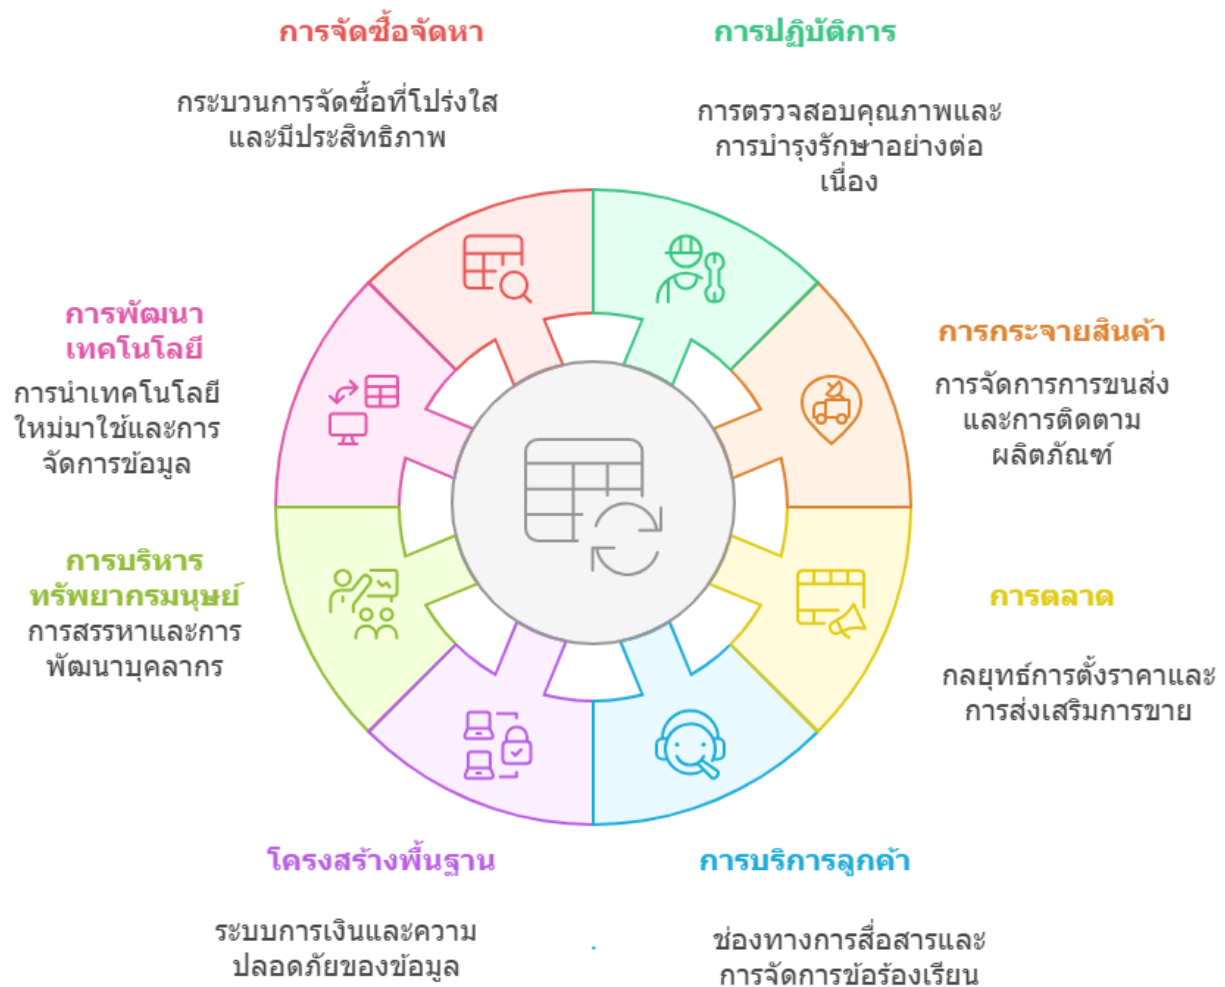 การจัดซื้อจัดหา
กระบวนการจัดซื้อที่โปร่งใส
และมีประสิทธิภาพ
การปฏิบัติการ
การตรวจสอบคุณภาพและ
การบำรุงรักษาอย่างต่อ
เนื่อง
การพัฒนา
เทคโนโลยี
การนำเทคโนโลยี
ใหม่มาใช้และการ
จัดการข้อมูล
การกระจายสินค้า
การจัดการการขนส่ง
และการติดตาม
ผลิตภัณฑ์
การบริหาร
ทรัพยากรมนุษย์
การสรรหาและการ
พัฒนาบุคลากร
การตลาด
กลยุทธ์การตั้งราคาและ
การส่งเสริมการขาย
โครงสร้างพื้นฐาน
ระบบการเงินและความ
ปลอดภัยของข้อมูล
การบริการลูกค้า
ช่องทางการสื่อสารและ
การจัดการข้อร้องเรียน